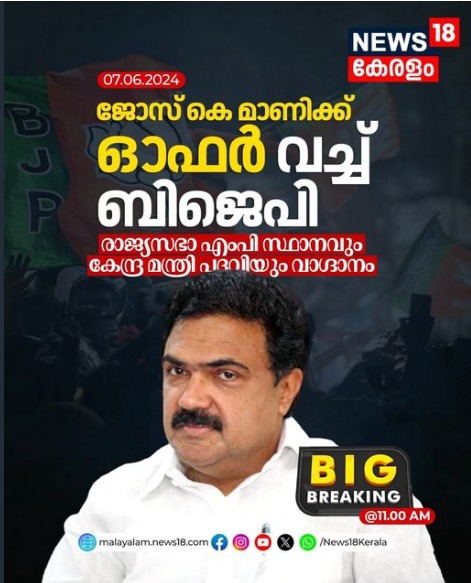 NEWS 18
കേരളം
07.06.2024
ജോസ് കെ മാണിക്ക്
ഓഫർ വച്ച്
ബിജെപി
രാജ്യസഭാ എംപി സ്ഥാനവും
കേന്ദ്ര മന്ത്രി പദവിയും വാഗ്ദാനം
BJP
BIG
BREAKING
@11.00 AM
malayalam.news18.com /News18Kerala